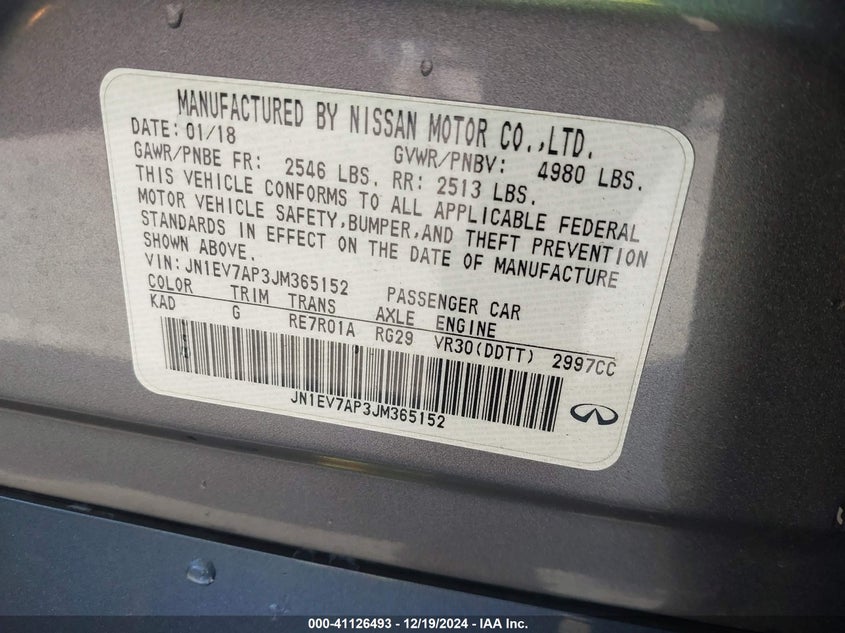 MANUFACTURED BY NISSAN MOTOR CO.,LTD.
DATE: 01/18
GAWR/PNBE FR: 2546 LBS. RR: 2513 LBS. GVWR/PNBV: 4980 LBS.
THIS VEHICLE CONFORMS TO ALL APPLICABLE FEDERAL
MOTOR VEHICLE SAFETY,BUMPER,AND THEFT PREVENTION
STANDARDS IN EFFECT ON THE DATE OF MANUFACTURE
SHOWN ABOVE.
VIN:JN1EV7AP3JM365152 PASSENGER CAR
COLOR TRIM TRANS AXLE ENGINE
KAD G RE7R01A RG29 VR30(DDTT) 2997CC
JN1EV7AP3JM365152
000-41126493 - 12/19/2024 - IAA Inc.